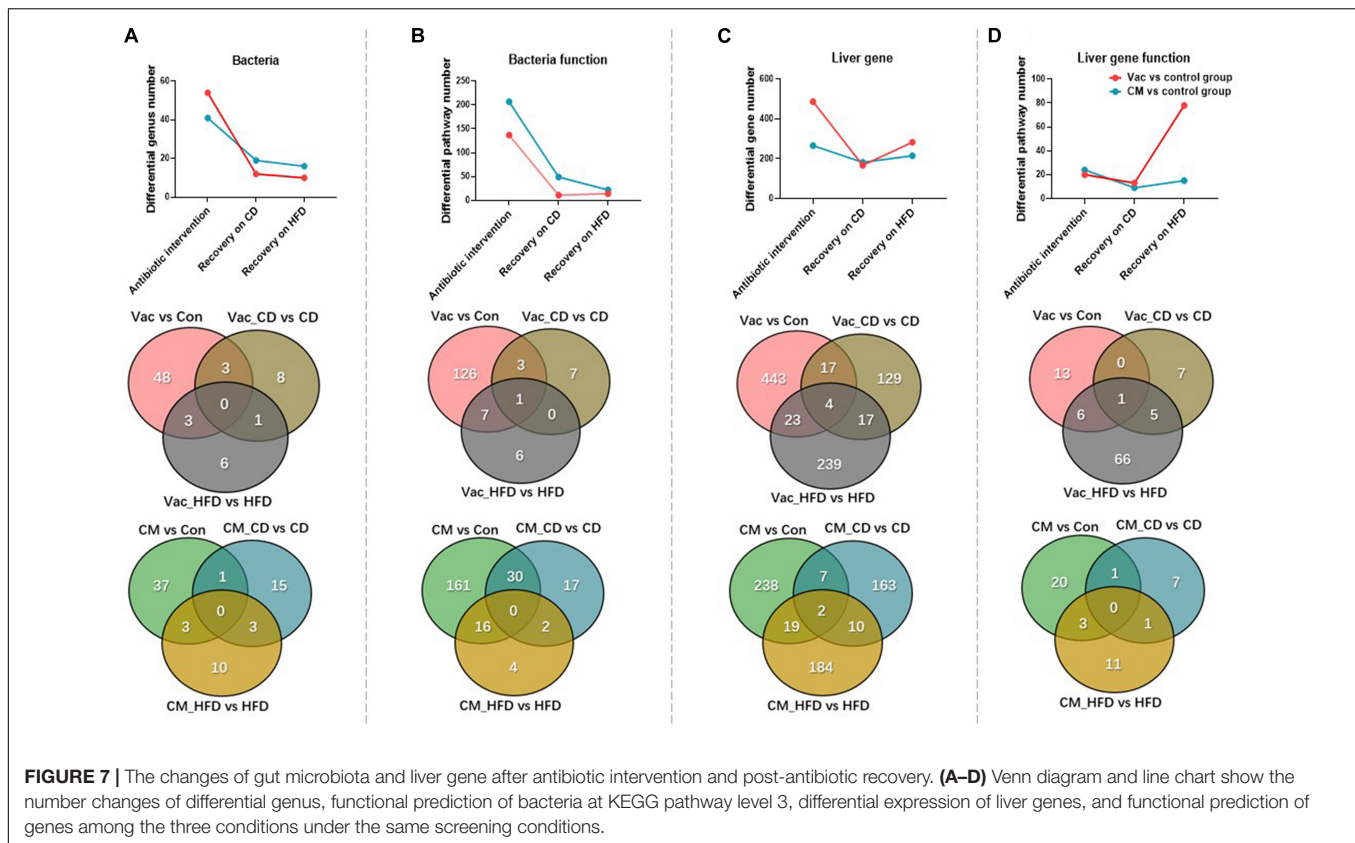 A
Bacteria
Differential genus number
60
40
20
0
Antibiotic intervention
Recovery on CD
Recovery on HFD
Vac vs Con
Vac_CD vs CD
48
3
8
0
3
1
6
Vac_HFD vs HFD
CM vs Con
CM_CD vs CD
37
1
15
0
3
3
10
CM_HFD vs HFD
B
Bacteria function
Differential pathway number
250
200
150
100
50
0
Antibiotic intervention
Recovery on CD
Recovery on HFD
Vac vs Con
Vac_CD vs CD
126
3
7
1
7
0
6
Vac_HFD vs HFD
CM vs Con
CM_CD vs CD
161
30
17
0
16
2
4
CM_HFD vs HFD
C
Liver gene
Differential gene number
600
400
200
0
Antibiotic intervention
Recovery on CD
Recovery on HFD
Vac vs Con
Vac_CD vs CD
443
17
129
4
23
17
239
Vac_HFD vs HFD
CM vs Con
CM_CD vs CD
238
7
163
2
19
10
184
CM_HFD vs HFD
D
Liver gene function
Vac vs control group
CM vs control group
Differential pathway number
100
80
60
40
20
0
Antibiotic intervention
Recovery on CD
Recovery on HFD
Vac vs Con
Vac_CD vs CD
13
0
7
1
6
5
66
Vac_HFD vs HFD
CM vs Con
CM_CD vs CD
20
1
7
0
3
1
11
CM_HFD vs HFD
FIGURE 7 | The changes of gut microbiota and liver gene after antibiotic intervention and post-antibiotic recovery. (A–D) Venn diagram and line chart show the
number changes of differential genus, functional prediction of bacteria at KEGG pathway level 3, differential expression of liver genes, and functional prediction of
genes among the three conditions under the same screening conditions.